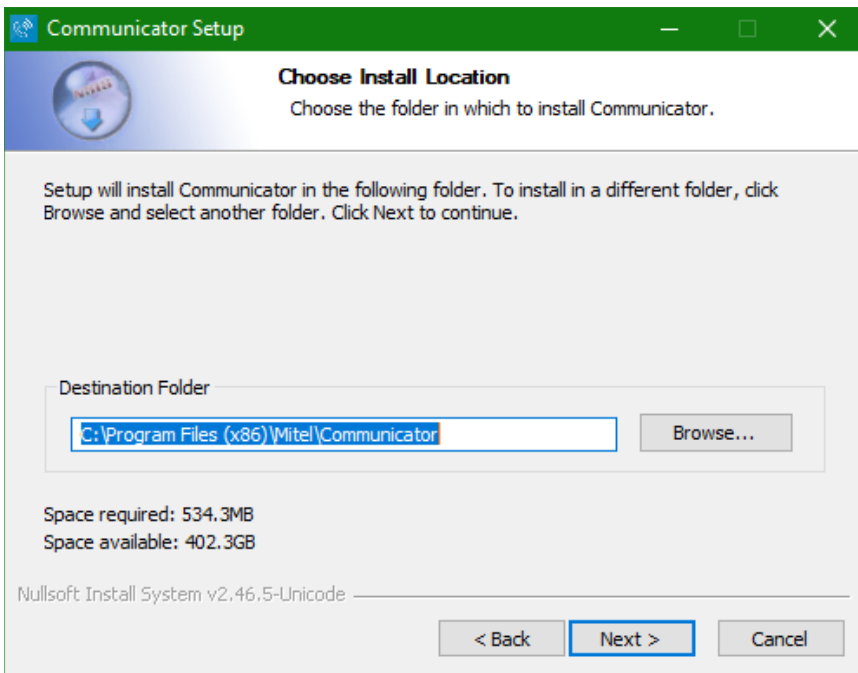 Communicator Setup
Choose Install Location
Choose the folder in which to install Communicator.
Setup will install Communicator in the following folder. To install in a different folder, click
Browse and select another folder. Click Next to continue.
Destination Folder
C:\Program Files (x86)\Mitel\Communicator
Browse...
Space required: 534.3MB
Space available: 402.3GB
Nullsoft Install System v2.46.5-Unicode
< Back
Next >
Cancel